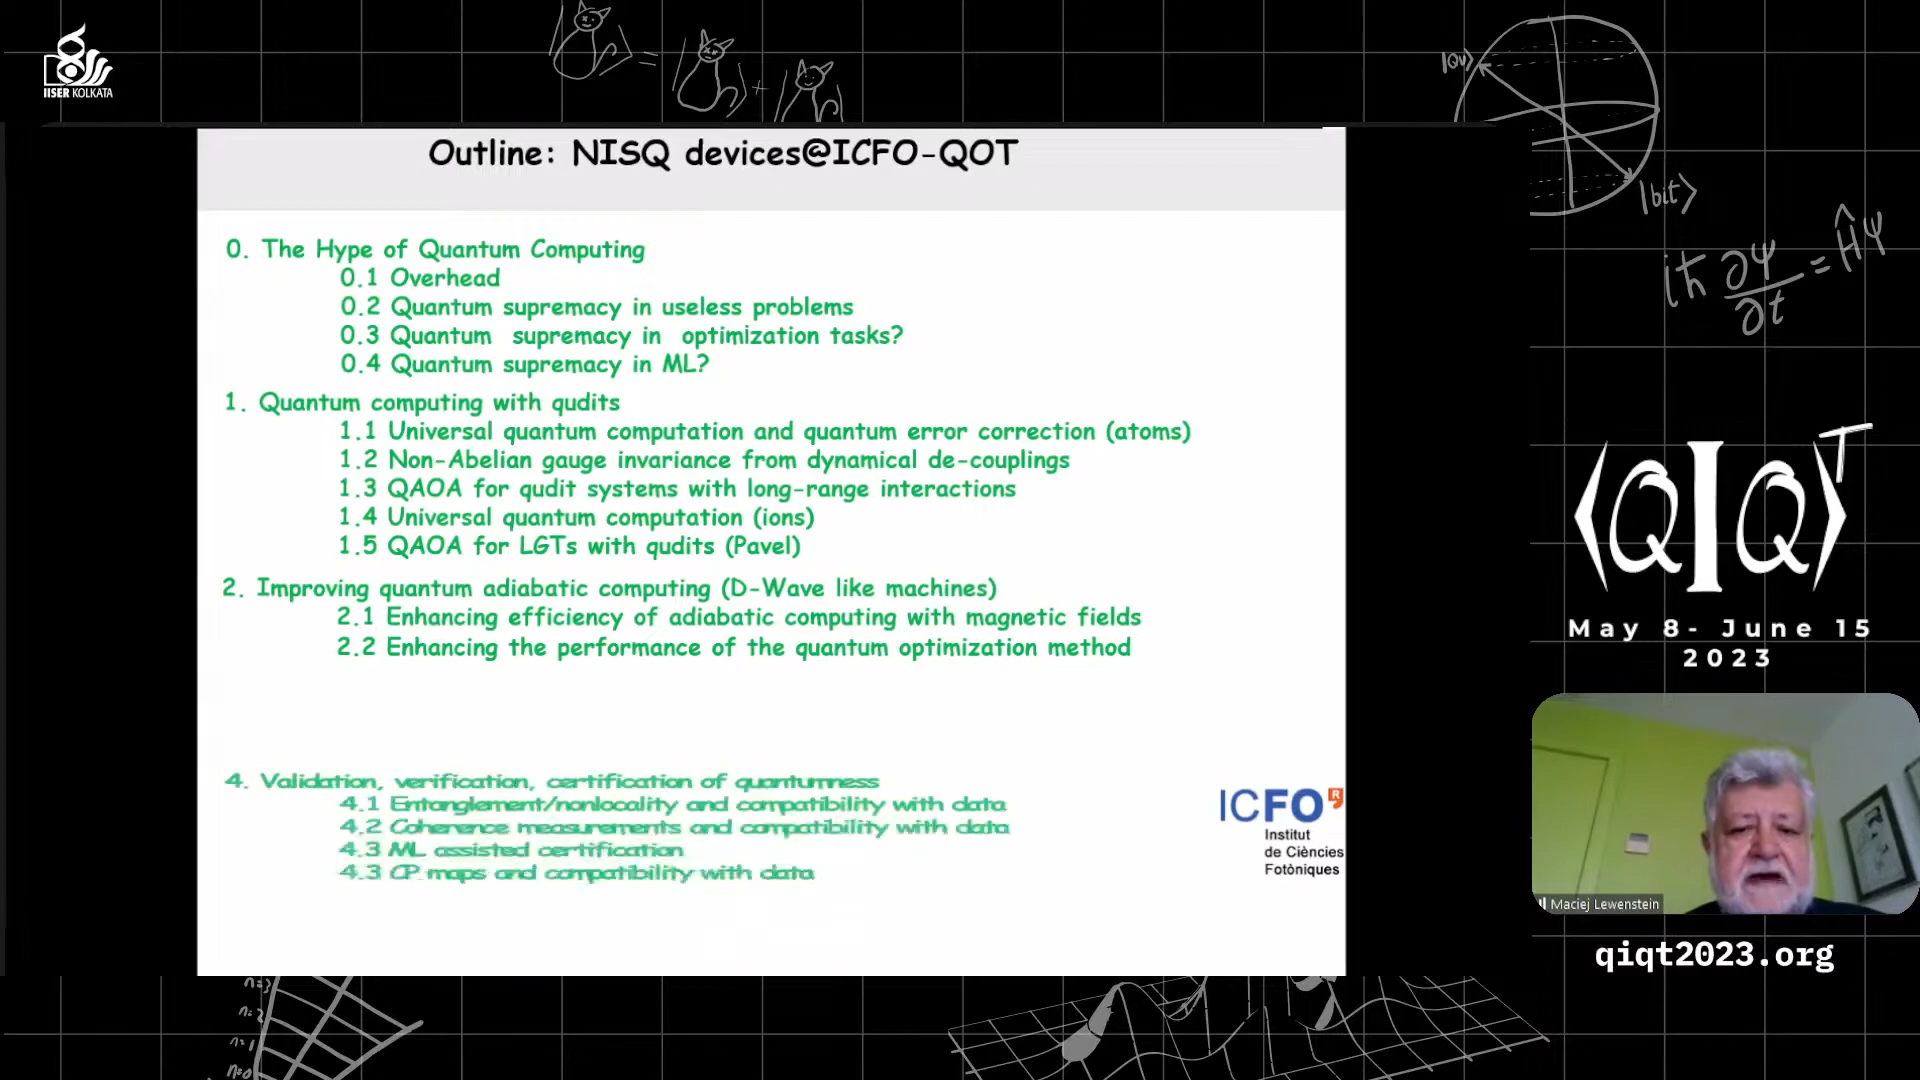 IISER KOLKATA
Outline: NISQ devices@ICFO-QOT
0. The Hype of Quantum Computing
0.1 Overhead
0.2 Quantum supremacy in useless problems
0.3 Quantum supremacy in optimization tasks?
0.4 Quantum supremacy in ML?
1. Quantum computing with qudits
1.1 Universal quantum computation and quantum error correction (atoms)
1.2 Non-Abelian gauge invariance from dynamical de-couplings
1.3 QAOA for qudit systems with long-range interactions
1.4 Universal quantum computation (ions)
1.5 QAOA for LGTs with qudits (Pavel)
2. Improving quantum adiabatic computing (D-Wave like machines)
2.1 Enhancing efficiency of adiabatic computing with magnetic fields
2.2 Enhancing the performance of the quantum optimization method
4. Validation, verification, certification of quantumness
4.1 Entanglement/nonlocality and compatibility with data
4.2 Coherence measurements and compatibility with data
4.3 ML assisted certification
4.3 CP maps and compatibility with data
ICFO R
Institut
de Ciències
Fotòniques
|Qu⟩
|bit⟩
iħ ∂ψ/∂t = Ĥψ
⟨QIQ⟩T
May 8- June 15
2023
Maciej Lewenstein
qiqt2023.org
n=3
n=2
n=1
n=0